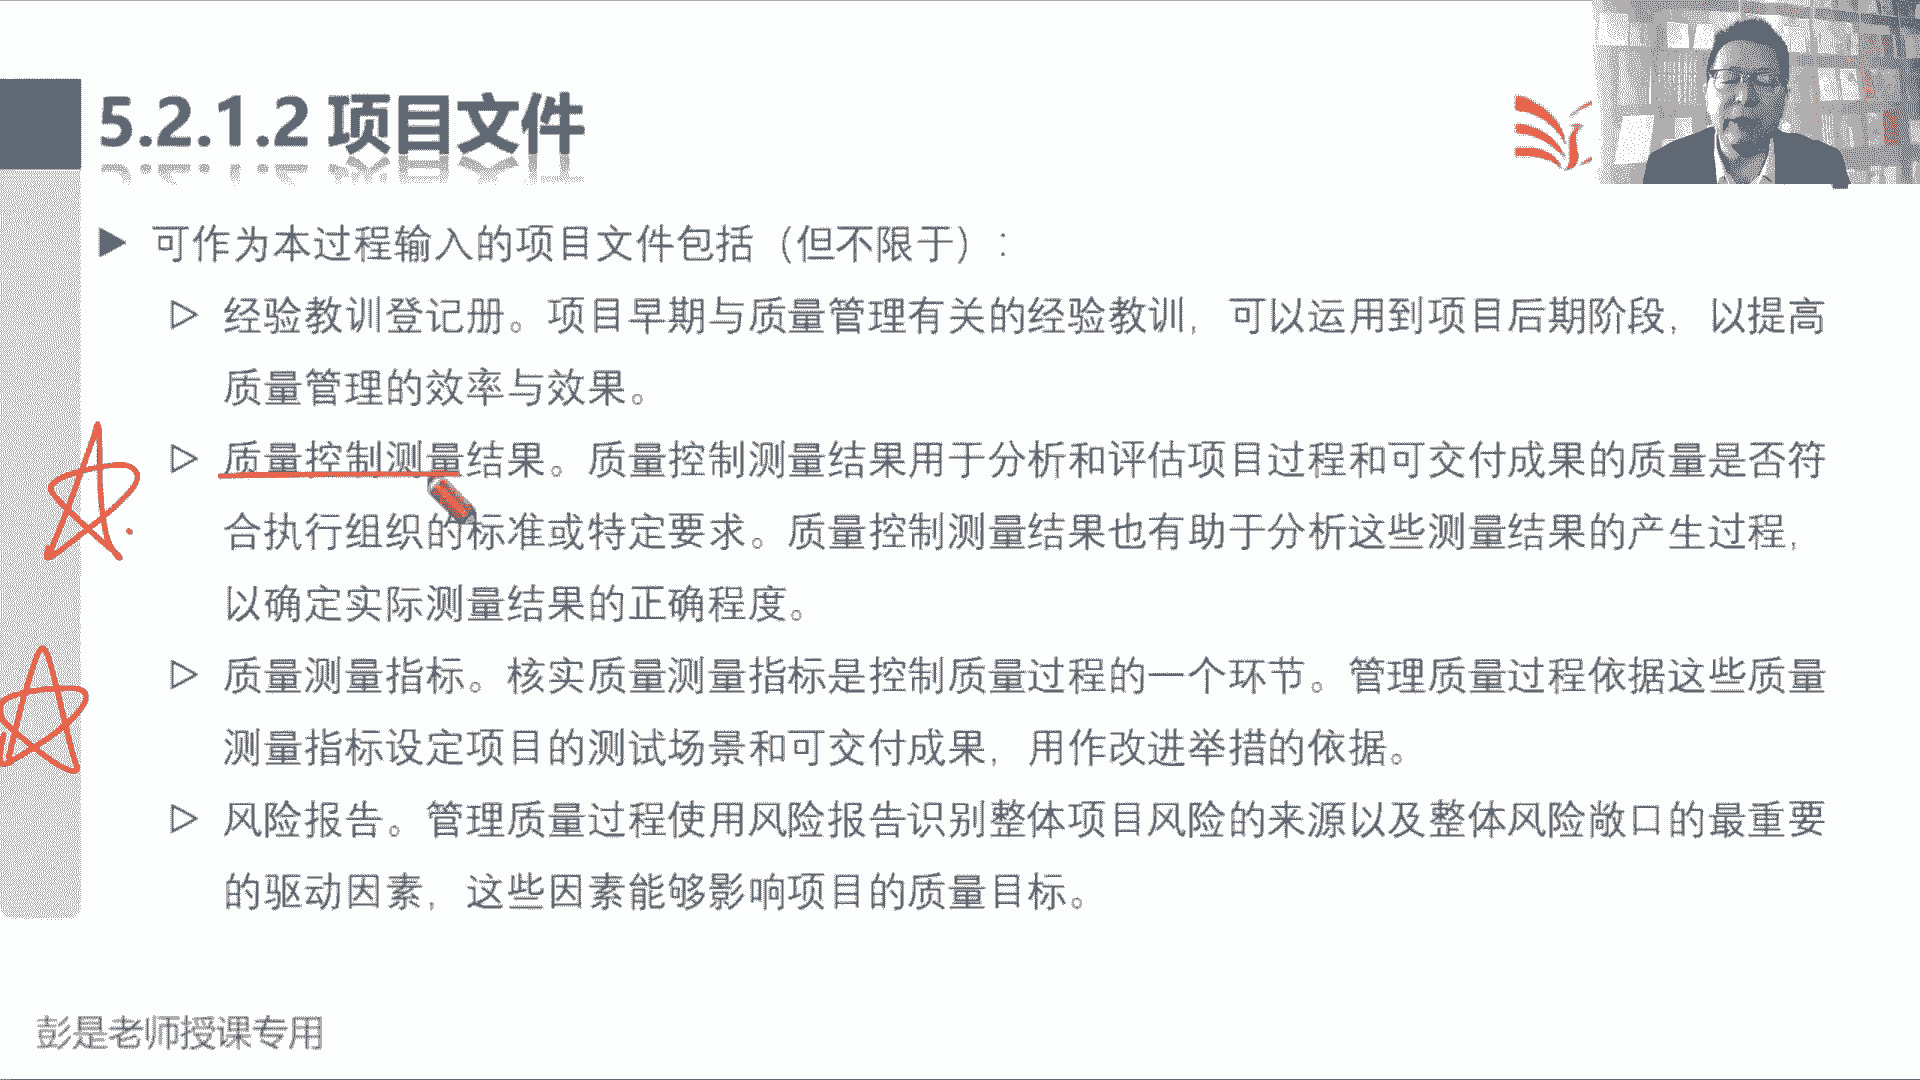 5.2.1.2 项目文件
可作为本过程输入的项目文件包括（但不限于）：
经验教训登记册。项目早期与质量管理有关的经验教训，可以运用到项目后期阶段，以提高
质量管理的效率与效果。
质量控制测量结果。质量控制测量结果用于分析和评估项目过程和可交付成果的质量是否符
合执行组织的标准或特定要求。质量控制测量结果也有助于分析这些测量结果的产生过程，
以确定实际测量结果的正确程度。
质量测量指标。核实质量测量指标是控制质量过程的一个环节。管理质量过程依据这些质量
测量指标设定项目的测试场景和可交付成果，用作改进举措的依据。
风险报告。管理质量过程使用风险报告识别整体项目风险的来源以及整体风险敞口的最重要
的驱动因素，这些因素能够影响项目的质量目标。
彭是老师授课专用